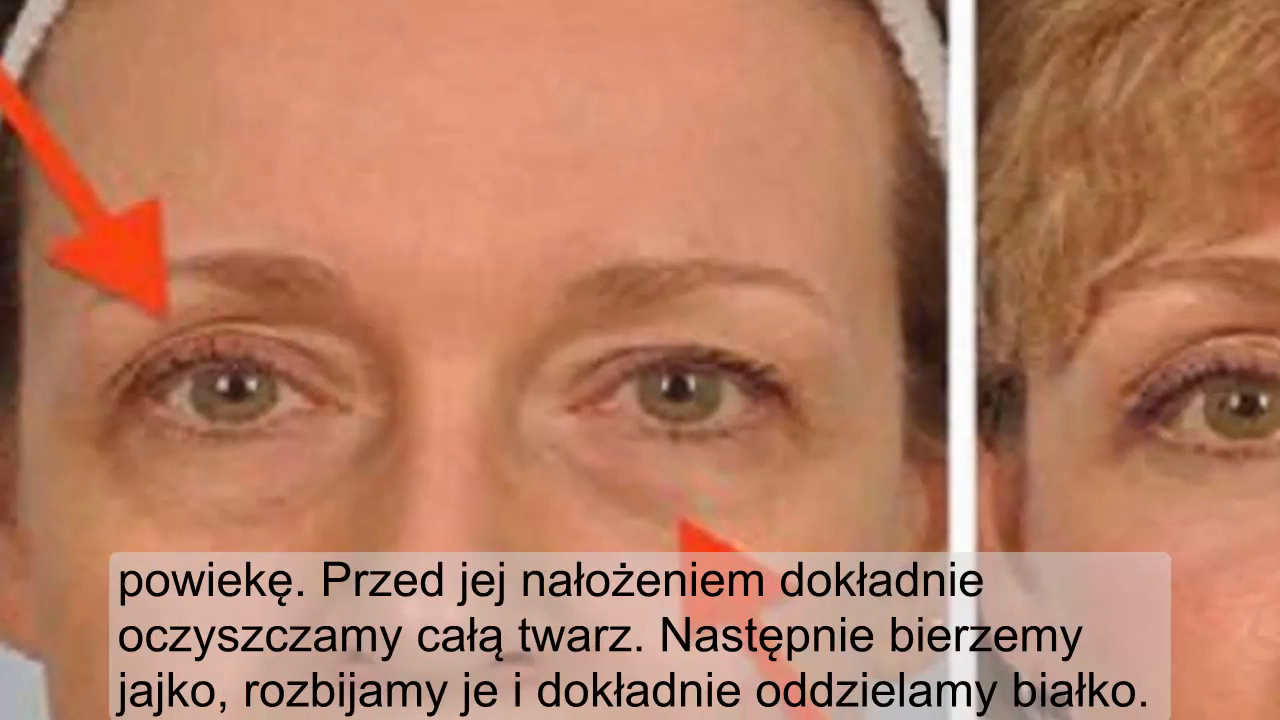 powiekę. Przed jej nałożeniem dokładnie
oczyszczamy całą twarz. Następnie bierzemy
jajko, rozbijamy je i dokładnie oddzielamy białko.